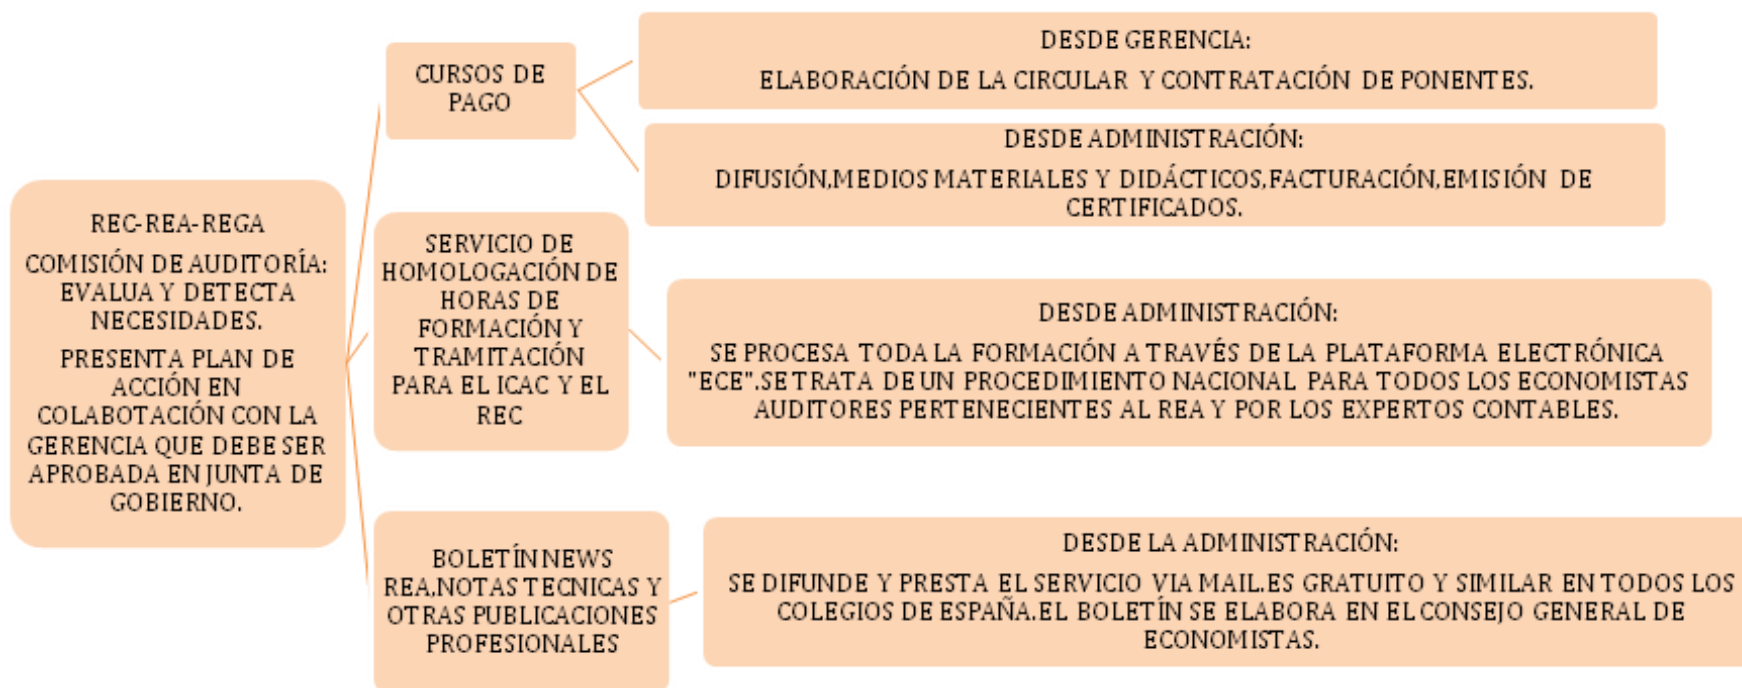 REC-REA-REGA
COMISIÓN DE AUDITORÍA:
EVALUA Y DETECTA
NECESIDADES.
PRESENTA PLAN DE
ACCIÓN EN
COLABOTACIÓN CON LA
GERENCIA QUE DEBE SER
APROBADA EN JUNTA DE
GOBIERNO.
CURSOS DE
PAGO
DESDE GERENCIA:
ELABORACIÓN DE LA CIRCULAR Y CONTRATACIÓN DE PONENTES.
DESDE ADMINISTRACIÓN:
DIFUSIÓN,MEDIOS MATERIALES Y DIDÁCTICOS,FACTURACIÓN,EMISIÓN DE
CERTIFICADOS.
SERVICIO DE
HOMOLOGACIÓN DE
HORAS DE
FORMACIÓN Y
TRAMITACIÓN
PARA EL ICAC Y EL
REC
DESDE ADMINISTRACIÓN:
SE PROCESA TODA LA FORMACIÓN A TRAVÉS DE LA PLATAFORMA ELECTRÓNICA
"ECE".SE TRATA DE UN PROCEDIMIENTO NACIONAL PARA TODOS LOS ECONOMISTAS
AUDITORES PERTENECIENTES AL REA Y POR LOS EXPERTOS CONTABLES.
BOLETÍN NEWS
REA,NOTAS TECNICAS Y
OTRAS PUBLICACIONES
PROFESIONALES
DESDE LA ADMINISTRACIÓN:
SE DIFUNDE Y PRESTA EL SERVICIO VIA MAIL.ES GRATUITO Y SIMILAR EN TODOS LOS
COLEGIOS DE ESPAÑA.EL BOLETÍN SE ELABORA EN EL CONSEJO GENERAL DE
ECONOMISTAS.